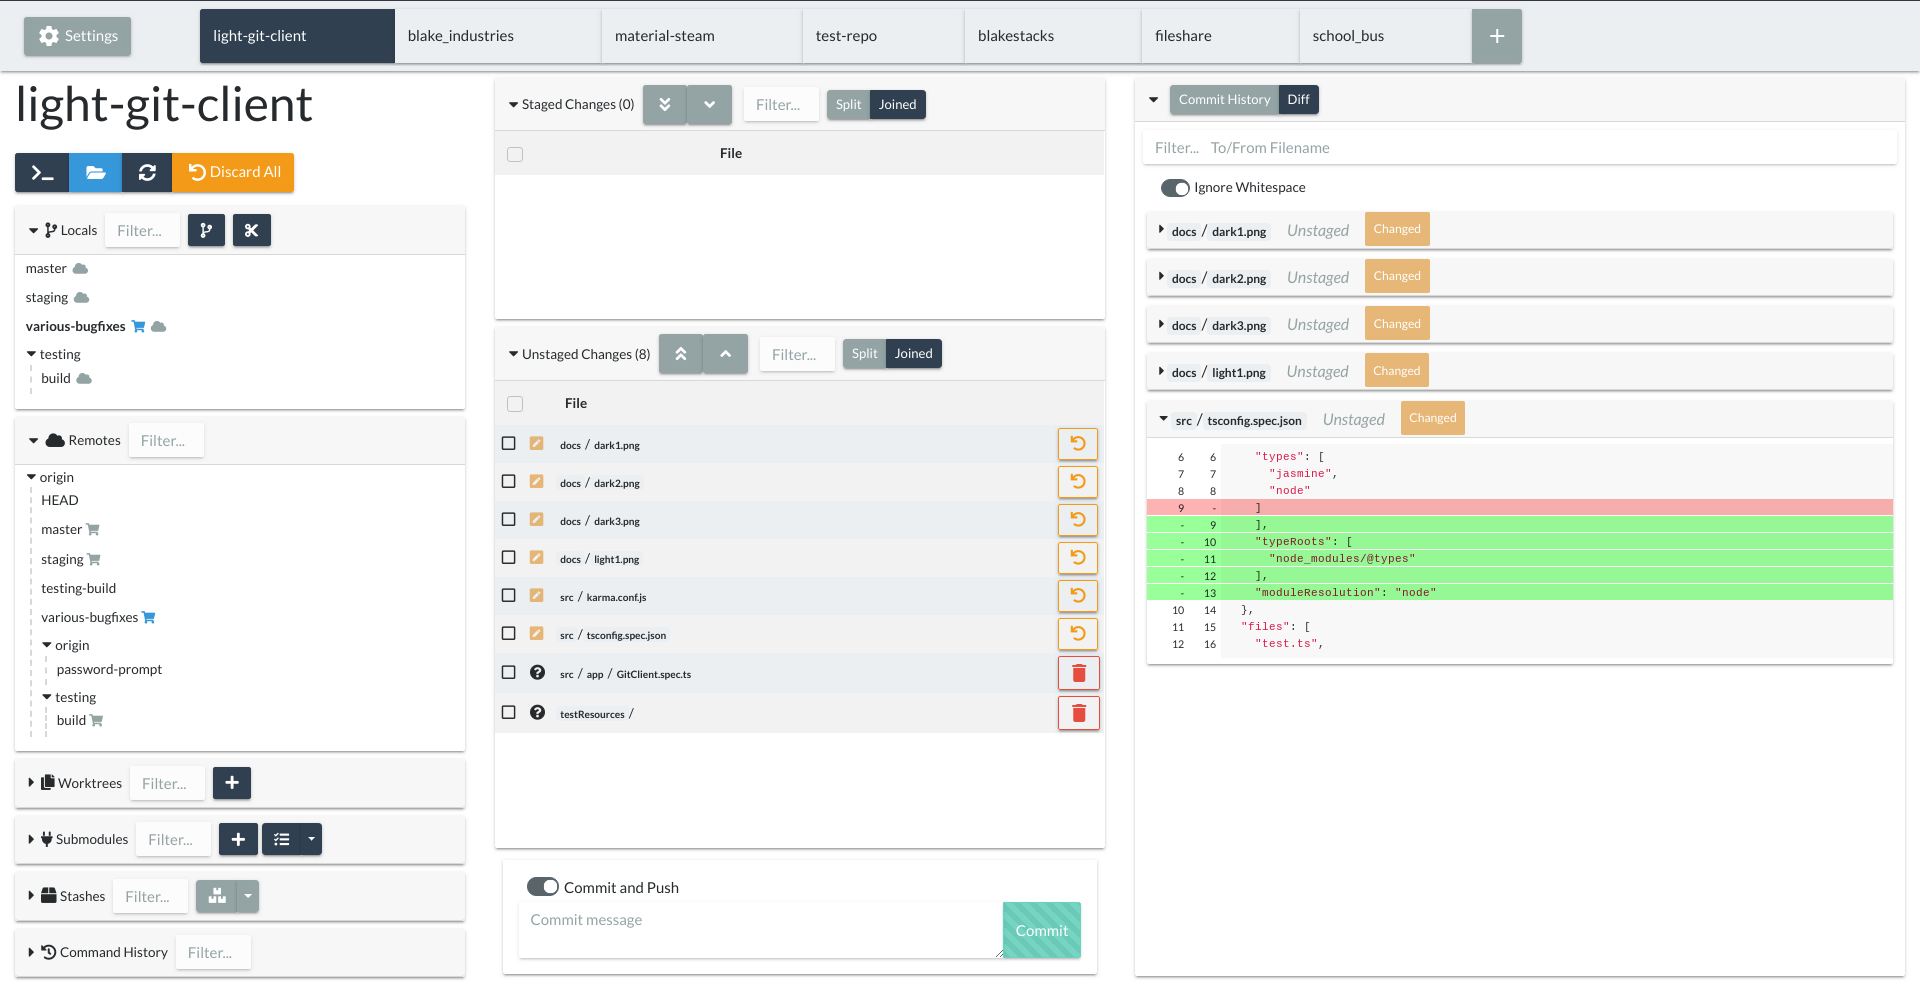 Settings
light-git-client
blake_industries
material-steam
test-repo
blakestacks
fileshare
school_bus
+
light-git-client
Discard All
Locals Filter...
master
staging
various-bugfixes
testing
build
Remotes Filter...
origin
HEAD
master
staging
testing-build
various-bugfixes
origin
password-prompt
testing
build
Worktrees Filter...
Submodules Filter...
Stashes Filter...
Command History Filter...
Staged Changes (0) Filter... Split Joined
File
Unstaged Changes (8) Filter... Split Joined
File
docs / dark1.png
docs / dark2.png
docs / dark3.png
docs / light1.png
src / karma.conf.js
src / tsconfig.spec.json
src / app / GitClient.spec.ts
testResources /
Commit and Push
Commit message
Commit
Commit History Diff
Filter... To/From Filename
Ignore Whitespace
docs / dark1.png Unstaged Changed
docs / dark2.png Unstaged Changed
docs / dark3.png Unstaged Changed
docs / light1.png Unstaged Changed
src / tsconfig.spec.json Unstaged Changed
6 6 "types": [
7 7 "jasmine",
8 8 "node"
9 - ]
- 9 ],
- 10 "typeRoots": [
- 11 "node_modules/@types"
- 12 ],
- 13 "moduleResolution": "node"
10 14 },
11 15 "files": [
12 16 "test.ts",